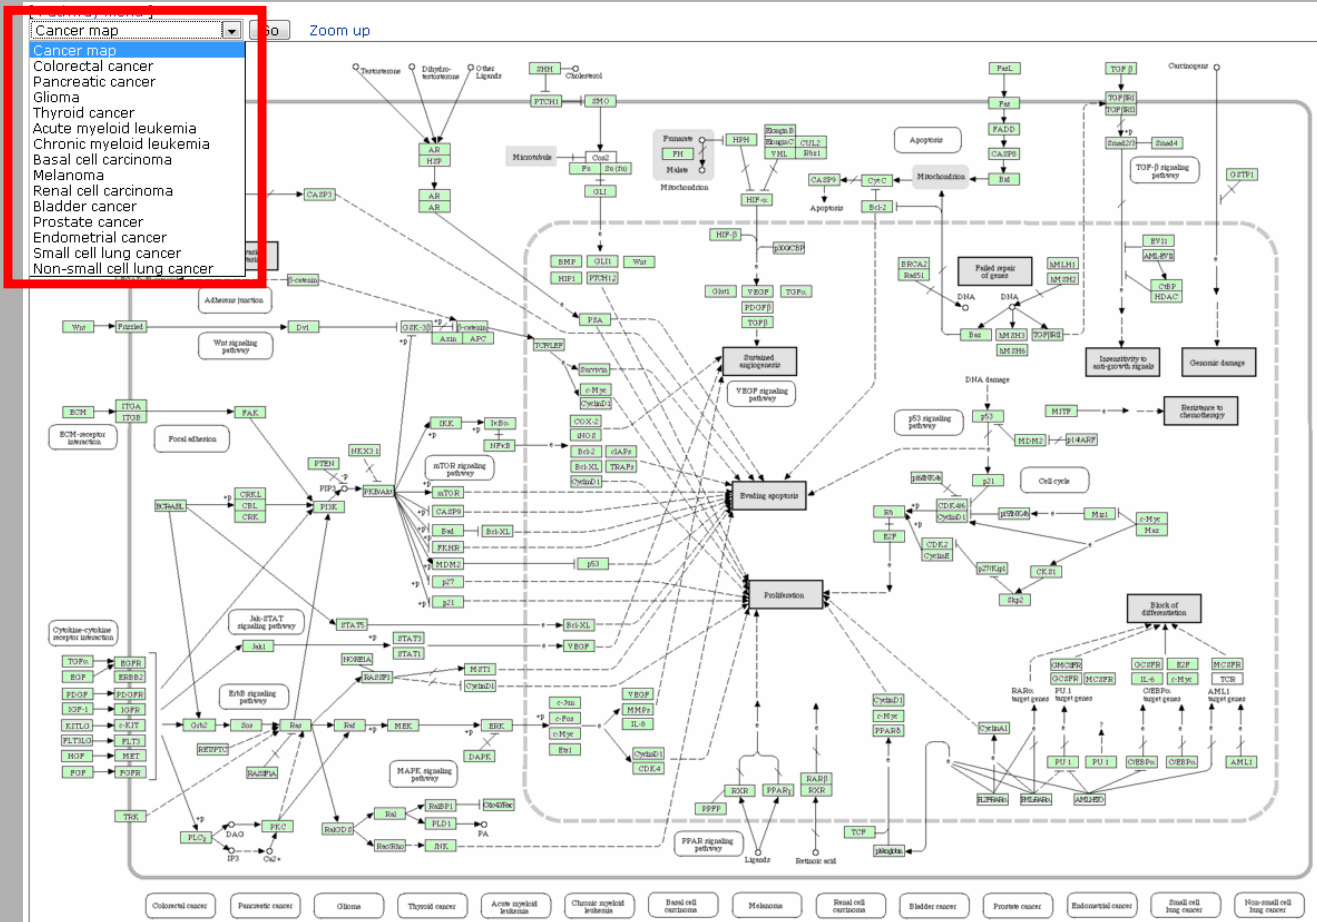 Cancer map
Go
Zoom up
Cancer map
Colorectal cancer
Pancreatic cancer
Glioma
Thyroid cancer
Acute myeloid leukemia
Chronic myeloid leukemia
Basal cell carcinoma
Melanoma
Renal cell carcinoma
Bladder cancer
Prostate cancer
Endometrial cancer
Small cell lung cancer
Non-small cell lung cancer
Testosterone
Dihydro-
testosterone
Other
Ligands
SHH
Cholesterol
PTCH1
SMO
AR
HSP
AR
AR
CASP3
Microtubule
Cos2
Fu
Su(fu)
GLI
Fumarate
FH
Malate
Mitochondrion
HPH
Elongin B
Elongin C
CUL2
VHL
Rbx1
HIF-α
Apoptosis
CASP9
CytC
Mitochondrion
Apoptosis
Bcl-2
FasL
Fas
FADD
CASP8
Bid
TGFβ
TGFβRI
TGFβRII
+p
Smad2/3
Smad4
TGF-β signaling
pathway
Carcinogens
GSTP1
HIF-β
p300/CBP
BMP
GLI1
Wnt
HIP1
PTCH1,2
Glut1
VEGF
TGFα
PDGFβ
TGFβ
BRCA2
Rad51
DNA
Failed repair
of genes
hMLH1
hMSH2
DNA
Bax
hMSH3
TGFβRII
hMSH6
EVI1
AML-EVI1
CtBP
HDAC
Insensitivity to
anti-growth signals
Genomic damage
β-catenin
Adherens junction
Wnt
Frizzled
Dvl
GSK-3β
β-catenin
Axin
APC
Wnt signaling
pathway
TCF/LEF
PSA
Survivin
c-Myc
CyclinD1
Sustained
angiogenesis
VEGF signaling
pathway
DNA damage
p53 signaling
pathway
p53
MDM2
p14ARF
MITF
Resistance to
chemotherapy
p21
Cell cycle
ECM
ITGA
ITGB
FAK
ECM-receptor
interaction
Focal adhesion
IKK
IκBα
NFκB
COX-2
iNOS
Bcl-2
cIAPs
Bcl-XL
TRAFs
CyclinD1
PTEN
NKX3.1
PIP3
PKB/Akt
PI3K
mTOR signaling
pathway
mTOR
CASP9
Bad
Bcl-XL
FKHR
MDM2
p53
p27
p21
BCR-ABL
CRKL
CBL
CRK
Evading apoptosis
Proliferation
Rb
E2F
CDK4/6
CyclinD1
p15INK4b
Miz1
c-Myc
Max
CDK2
CyclinE
p27/Kip1
CKS1
Skp2
Block of
differentiation
Cytokine-cytokine
receptor interaction
Jak-STAT
signaling pathway
Jak1
STAT5
STAT3
STAT1
Bcl-XL
VEGF
NORE1A
RASSF1
MST1
CyclinD1
TGFα
EGFR
EGF
ERBB2
PDGF
PDGFR
IGF-1
IGFR
KITLG
c-KIT
FLT3LG
FLT3
HGF
MET
FGF
FGFR
TRK
ErbB signaling
pathway
Grb2
Sos
Ras
Raf
MEK
ERK
RET/PTC
RASSF1A
DAPK
c-Jun
c-Fos
c-Myc
Ets1
VEGF
MMPs
IL-8
CyclinD1
CDK4
MAPK signaling
pathway
PLCγ
DAG
IP3
PKC
Ca2+
RalGDS
Ral
RalBP1
Cdc42/Rac
PLD1
PA
Rac/Rho
JNK
RXR
PPARγ
PPFP
RARβ
RXR
PPAR signaling
pathway
Ligands
Retinoic acid
CyclinD1
c-Myc
PPARδ
TCF
CyclinA1
GMCSFR
GCSFR
MCSFR
RARα
target genes
PU.1
target genes
GCSFR
E2F
IL-6
c-Myc
C/EBPα
target genes
MCSFR
TCR
AML1
target genes
PU.1
PU.1
C/EBPα
C/EBPα
AML1
Colorectal cancer
Pancreatic cancer
Glioma
Thyroid cancer
Acute myeloid
leukemia
Chronic myeloid
leukemia
Basal cell
carcinoma
Melanoma
Renal cell
carcinoma
Bladder cancer
Prostate cancer
Endometrial cancer
Small cell
lung cancer
Non-small cell
lung cancer